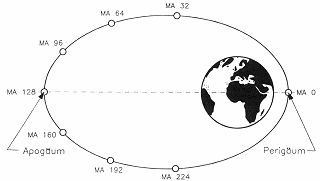 MA 32
MA 64
MA 96
MA 128
MA 0
MA 160
MA 192
MA 224
Apogäum
Perigäum